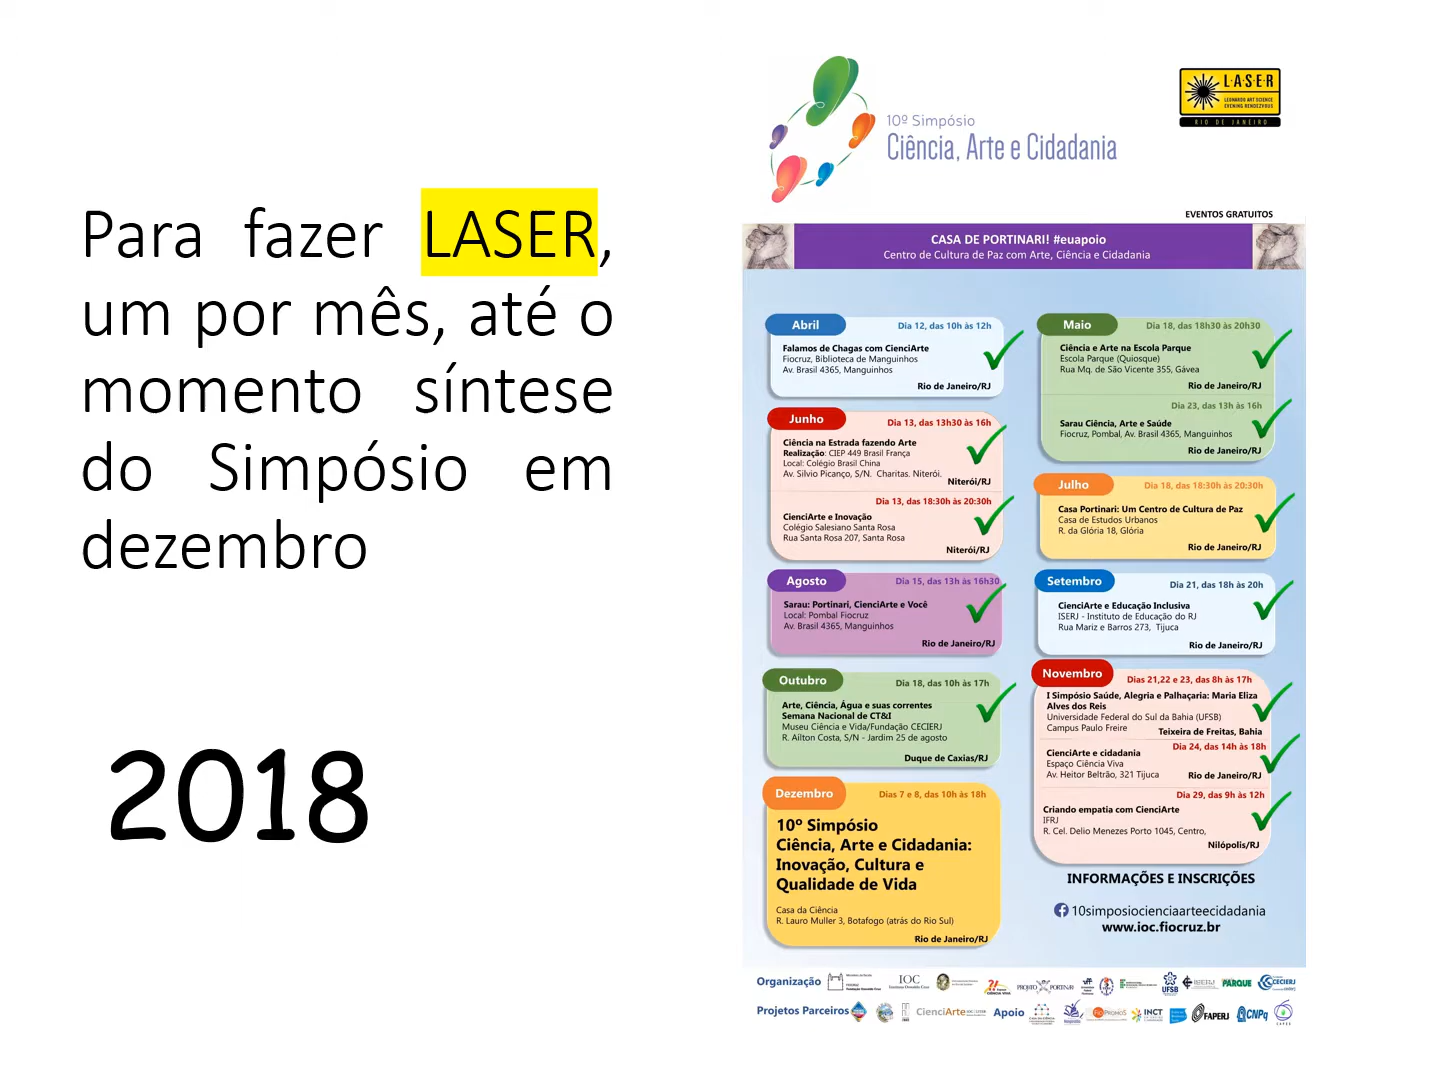 Para fazer LASER,
um por mês, até o
momento síntese
do Simpósio em
dezembro
2018
10º Simpósio
Ciência, Arte e Cidadania
L.A.S.E.R
LEONARDO ART SCIENCE
EVENING RENDEZVOUS
RIO DE JANEIRO
EVENTOS GRATUITOS
CASA DE PORTINARI! #euapoio
Centro de Cultura de Paz com Arte, Ciência e Cidadania
Abril
Dia 12, das 10h às 12h
Falamos de Chagas com CienciArte
Fiocruz, Biblioteca de Manguinhos
Av. Brasil 4365, Manguinhos
Rio de Janeiro/RJ
Maio
Dia 18, das 18h30 às 20h30
Ciência e Arte na Escola Parque
Escola Parque (Quiosque)
Rua Mq. de São Vicente 355, Gávea
Rio de Janeiro/RJ
Dia 23, das 13h às 16h
Sarau Ciência, Arte e Saúde
Fiocruz, Pombal, Av. Brasil 4365, Manguinhos
Rio de Janeiro/RJ
Junho
Dia 13, das 13h30 às 16h
Ciência na Estrada fazendo Arte
Realização: CIEP 449 Brasil França
Local: Colégio Brasil China
Av. Silvio Picanço, S/N. Charitas. Niterói.
Niterói/RJ
Dia 13, das 18:30h às 20:30h
CienciArte e Inovação
Colégio Salesiano Santa Rosa
Rua Santa Rosa 207, Santa Rosa
Niterói/RJ
Julho
Dia 18, das 18:30h às 20:30h
Casa Portinari: Um Centro de Cultura de Paz
Casa de Estudos Urbanos
R. da Glória 18, Glória
Rio de Janeiro/RJ
Agosto
Dia 15, das 13h às 16h30
Sarau: Portinari, CienciArte e Você
Local: Pombal Fiocruz
Av. Brasil 4365, Manguinhos
Rio de Janeiro/RJ
Setembro
Dia 21, das 18h às 20h
CienciArte e Educação Inclusiva
ISERJ - Instituto de Educação do RJ
Rua Mariz e Barros 273, Tijuca
Rio de Janeiro/RJ
Outubro
Dia 18, das 10h às 17h
Arte, Ciência, Água e suas correntes
Semana Nacional de CT&I
Museu Ciência e Vida/Fundação CECIERJ
R. Ailton Costa, S/N - Jardim 25 de agosto
Duque de Caxias/RJ
Novembro
Dias 21,22 e 23, das 8h às 17h
I Simpósio Saúde, Alegria e Palhaçaria: Maria Eliza
Alves dos Reis
Universidade Federal do Sul da Bahia (UFSB)
Campus Paulo Freire
Teixeira de Freitas, Bahia
Dia 24, das 14h às 18h
CienciArte e cidadania
Espaço Ciência Viva
Av. Heitor Beltrão, 321 Tijuca
Rio de Janeiro/RJ
Dia 29, das 9h às 12h
Criando empatia com CienciArte
IFRJ
R. Cel. Delio Menezes Porto 1045, Centro,
Nilópolis/RJ
Dezembro
Dias 7 e 8, das 10h às 18h
10º Simpósio
Ciência, Arte e Cidadania:
Inovação, Cultura e
Qualidade de Vida
Casa da Ciência
R. Lauro Muller 3, Botafogo (atrás do Rio Sul)
Rio de Janeiro/RJ
INFORMAÇÕES E INSCRIÇÕES
10simposiocienciaarteecidadania
www.ioc.fiocruz.br
Organização
IOC
PROJETO PORTINARI
UFSB
ISERJ
PARQUE
CECIERJ
Projetos Parceiros
CienciArte
Apoio
INCT
FAPERJ
CNPq
CAPES